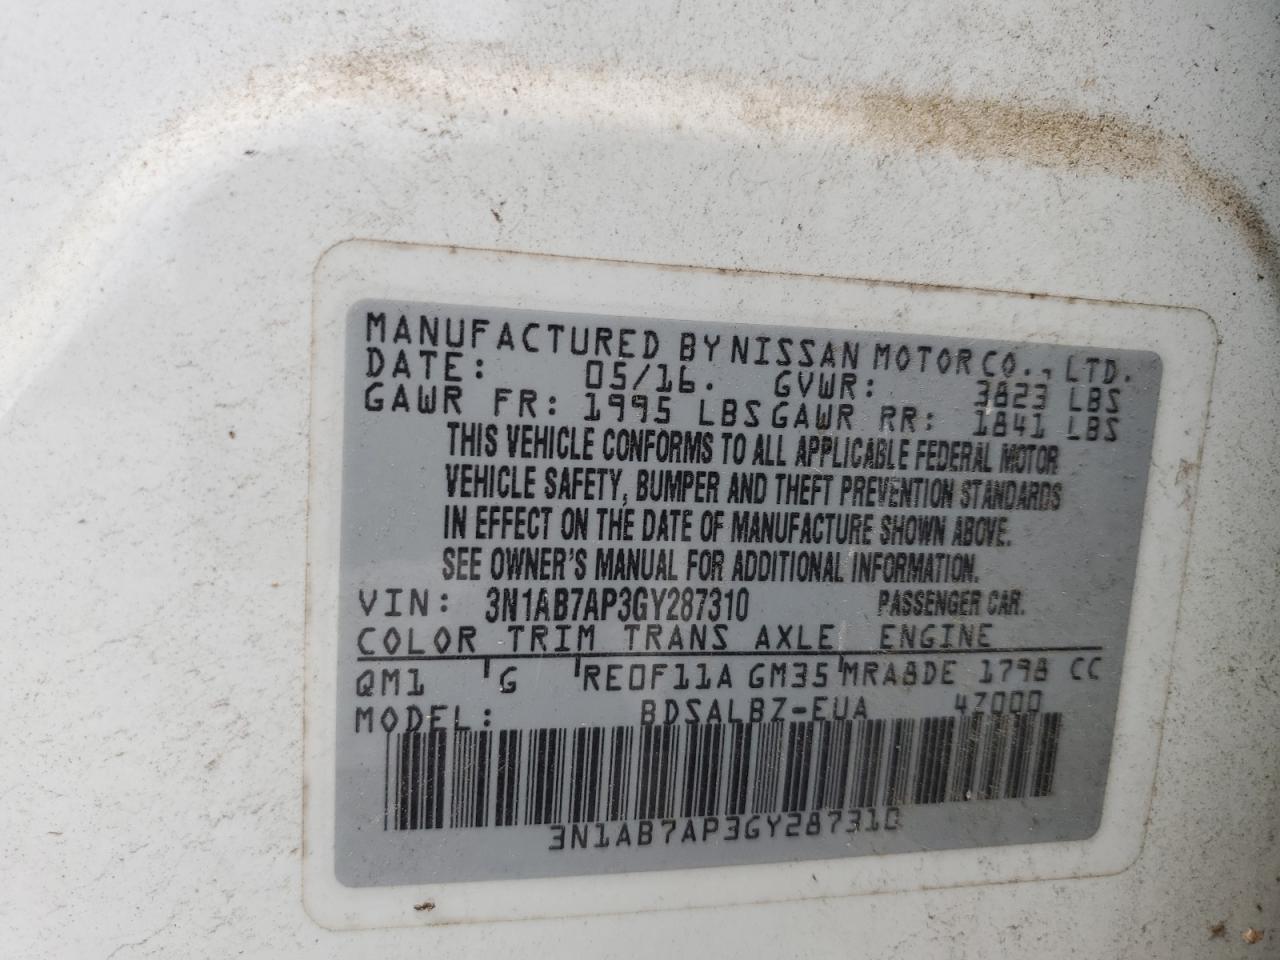 MANUFACTURED BY NISSAN MOTOR CO., LTD.
DATE: 05/16. GVWR: 3823 LBS
GAWR FR: 1995 LBS GAWR RR: 1841 LBS
THIS VEHICLE CONFORMS TO ALL APPLICABLE FEDERAL MOTOR
VEHICLE SAFETY, BUMPER AND THEFT PREVENTION STANDARDS
IN EFFECT ON THE DATE OF MANUFACTURE SHOWN ABOVE.
SEE OWNER'S MANUAL FOR ADDITIONAL INFORMATION.
VIN: 3N1AB7AP3GY287310 PASSENGER CAR.
COLOR TRIM TRANS AXLE ENGINE
QM1 G RE0F11A GM35 MRA8DE 1798 CC
MODEL: BDSALBZ-EUA 4Z000
3N1AB7AP3GY287310